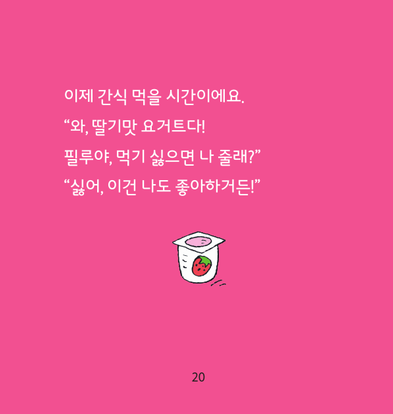 이제 간식 먹을 시간이에요.
“와, 딸기맛 요거트다!
필루야, 먹기 싫으면 나 줄래?”
“싫어, 이건 나도 좋아하거든!”
20